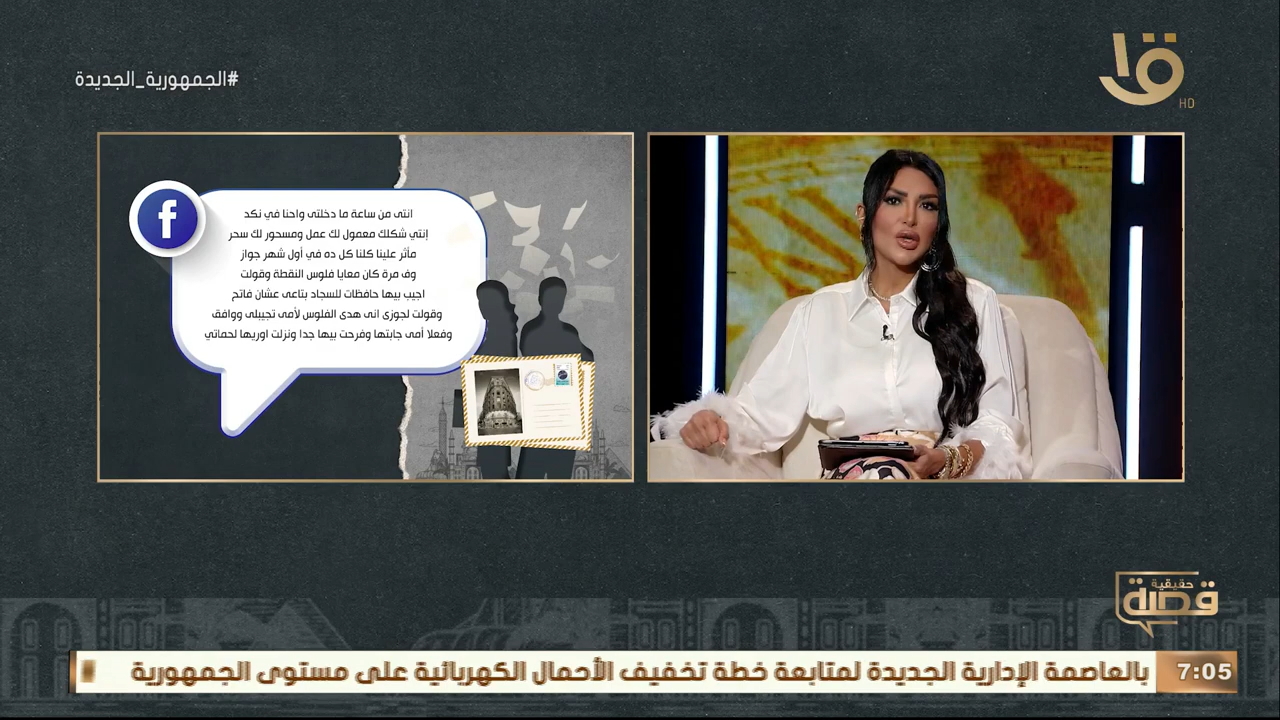 #الجمهورية_الجديدة
HD
f
انتى من ساعة ما دخلتى واحنا في نكد
إنتي شكلك معمول لك عمل ومسحور لك سحر
مأثر علينا كلنا كل ده في أول شهر جواز
وف مرة كان معايا فلوس النقطة وقولت
اجيب بيها حافظات للسجاد بتاعى عشان فاتح
وقولت لجوزى انى هدى الفلوس لأمى تجيبلى ووافق
وفعلا أمى جابتها وفرحت بيها جدا ونزلت اوريها لحماتي
قصة حقيقية
بالعاصمة الإدارية الجديدة لمتابعة خطة تخفيف الأحمال الكهربائية على مستوى الجمهورية
7:05